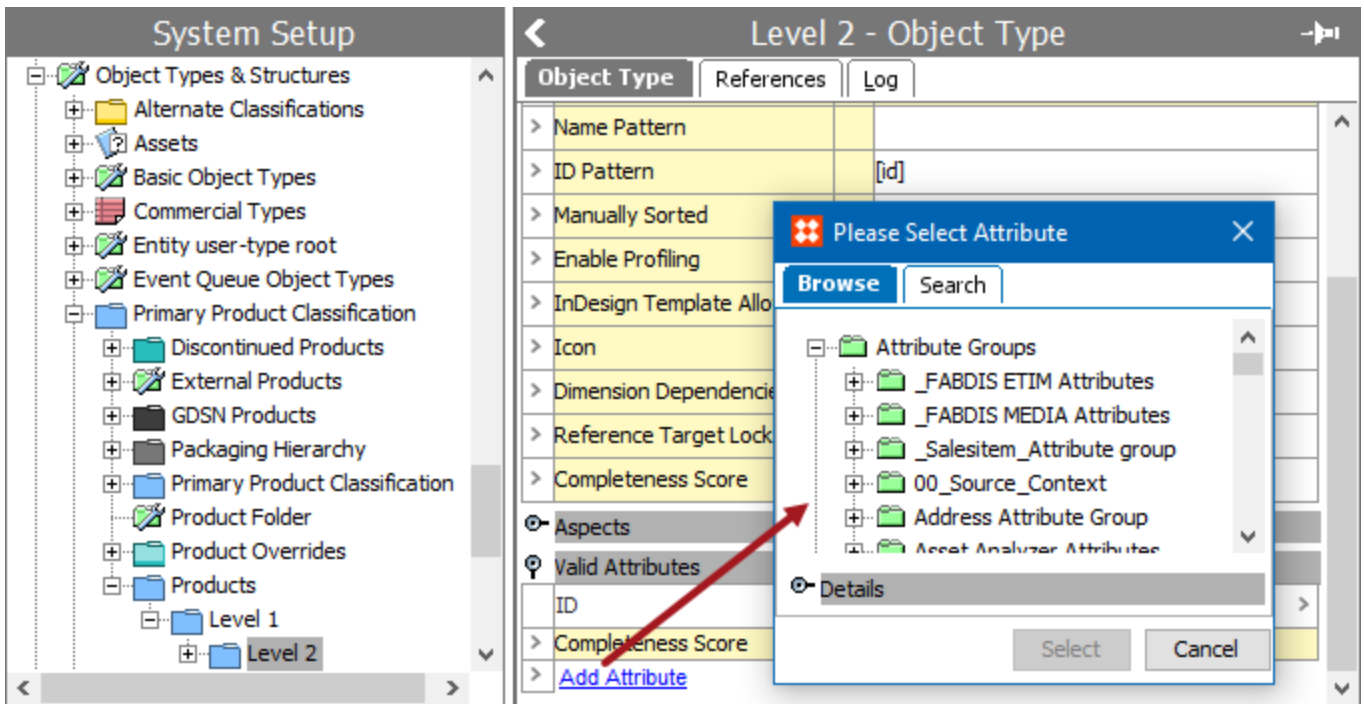 System Setup
Object Types & Structures
Alternate Classifications
Assets
Basic Object Types
Commercial Types
Entity user-type root
Event Queue Object Types
Primary Product Classification
Discontinued Products
External Products
GDSN Products
Packaging Hierarchy
Primary Product Classification
Product Folder
Product Overrides
Products
Level 1
Level 2
Level 2 - Object Type
Object Type References Log
Name Pattern
ID Pattern [id]
Manually Sorted
Enable Profiling
InDesign Template Allo
Icon
Dimension Dependencie
Reference Target Lock
Completeness Score
Aspects
Valid Attributes
ID
Completeness Score
Add Attribute
Please Select Attribute
Browse Search
Attribute Groups
_FABDIS ETIM Attributes
_FABDIS MEDIA Attributes
_Salesitem_Attribute group
00_Source_Context
Address Attribute Group
Asset Analyzer Attributes
Details
Select Cancel